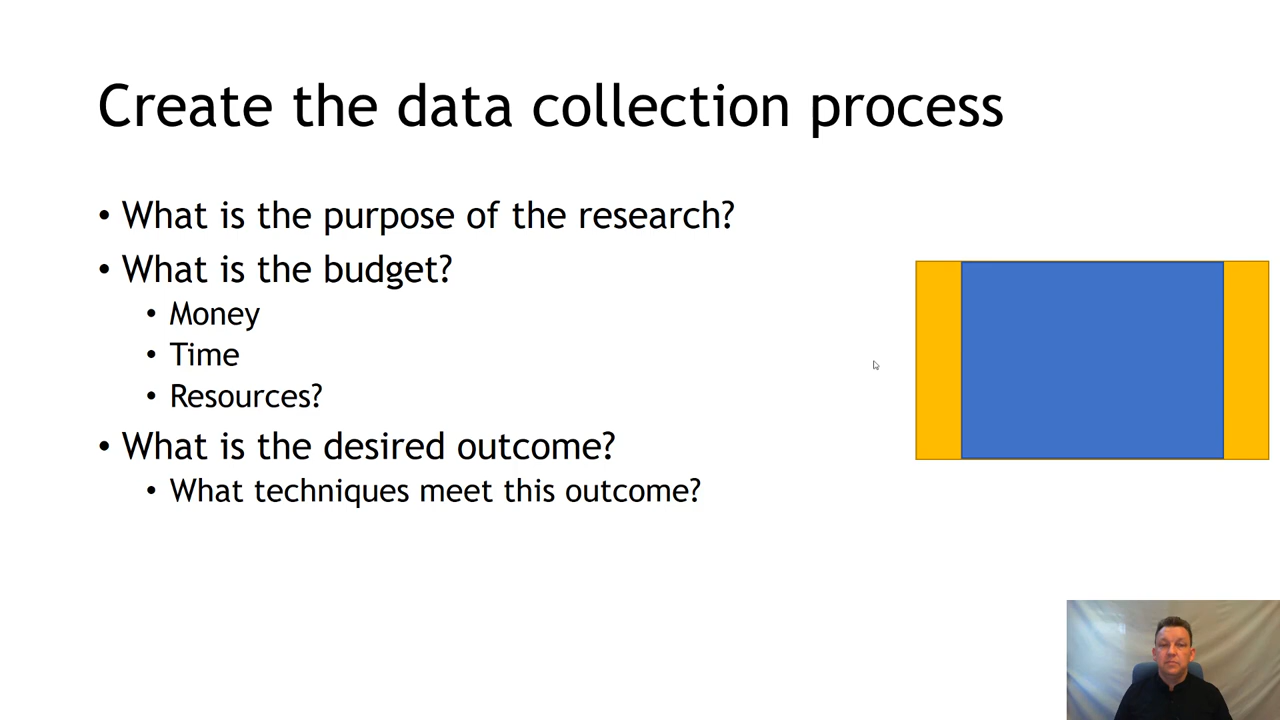 Create the data collection process
• What is the purpose of the research?
• What is the budget?
• Money
• Time
• Resources?
• What is the desired outcome?
• What techniques meet this outcome?